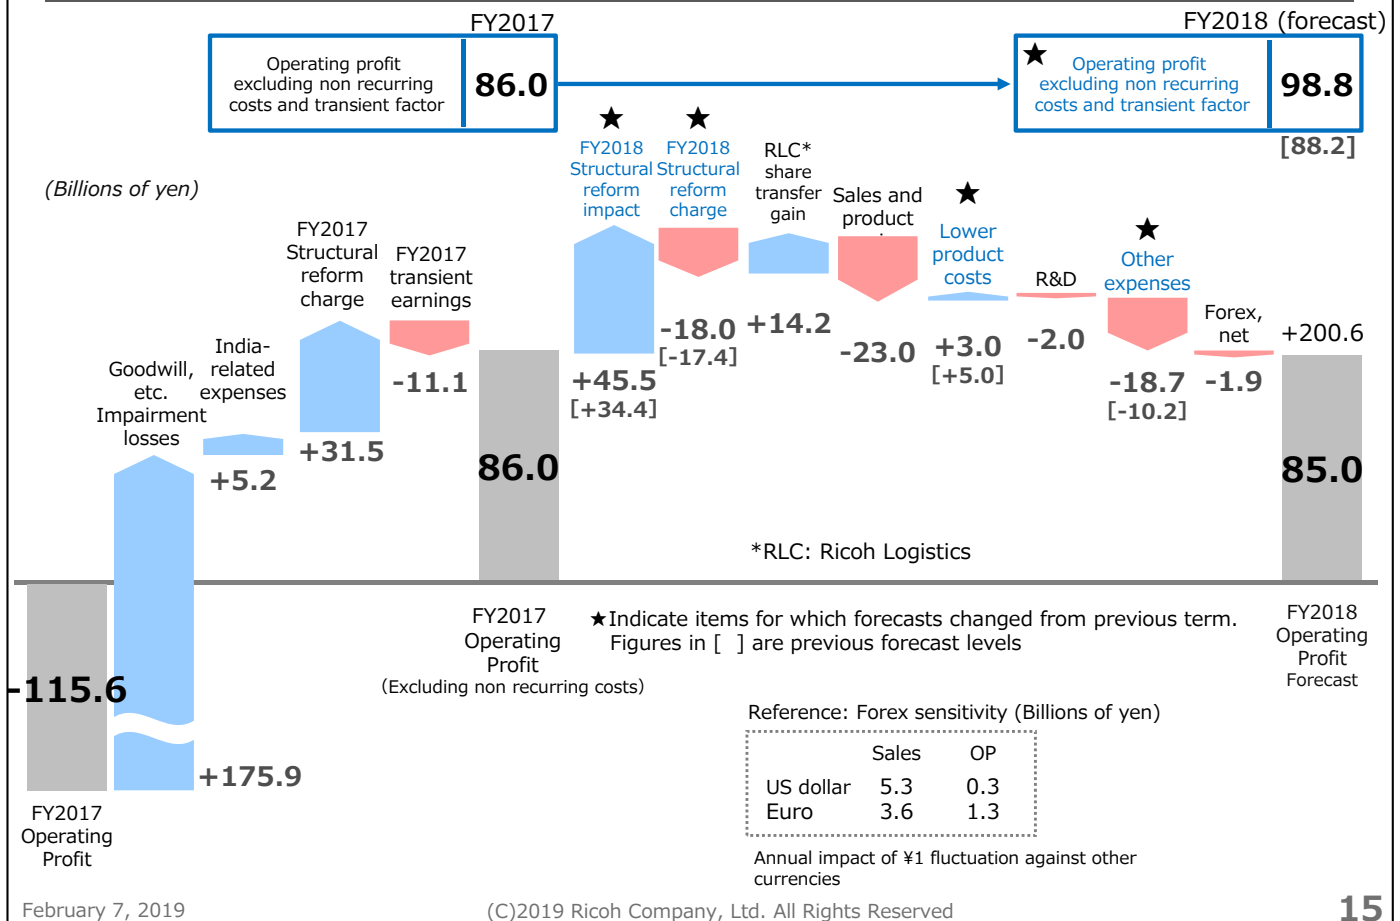 FY2017
FY2018 (forecast)
Operating profit
excluding non recurring
costs and transient factor
86.0
★
Operating profit
excluding non recurring
costs and transient factor
98.8
[88.2]
(Billions of yen)
-115.6
FY2017
Operating
Profit
Goodwill,
etc.
Impairment
losses
+175.9
India-
related
expenses
+5.2
FY2017
Structural
reform
charge
+31.5
FY2017
transient
earnings
-11.1
86.0
FY2017
Operating
Profit
(Excluding non recurring costs)
★
FY2018
Structural
reform
impact
+45.5
[+34.4]
★
FY2018
Structural
reform
charge
-18.0
[-17.4]
RLC*
share
transfer
gain
+14.2
Sales and
product
-23.0
★
Lower
product
costs
+3.0
[+5.0]
R&D
-2.0
★
Other
expenses
-18.7
[-10.2]
Forex,
net
-1.9
+200.6
85.0
FY2018
Operating
Profit
Forecast
*RLC: Ricoh Logistics
★Indicate items for which forecasts changed from previous term.
Figures in [ ] are previous forecast levels
Reference: Forex sensitivity (Billions of yen)
Sales OP
US dollar 5.3 0.3
Euro 3.6 1.3
Annual impact of ¥1 fluctuation against other
currencies
February 7, 2019
(C)2019 Ricoh Company, Ltd. All Rights Reserved
15